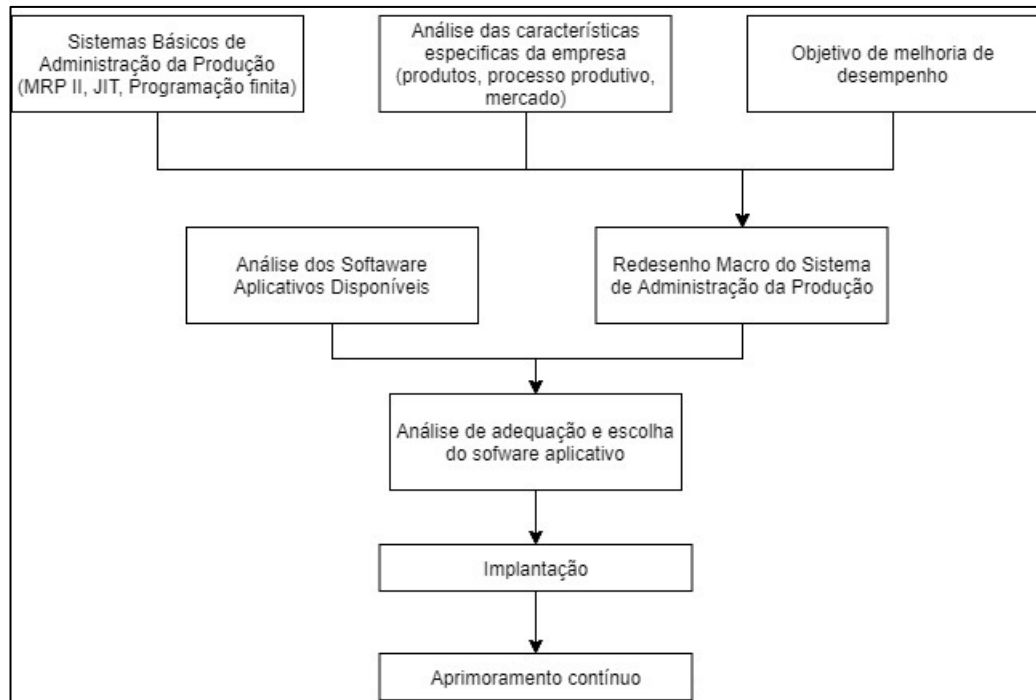 Sistemas Básicos de
Administração da Produção
(MRP II, JIT, Programação finita)
Análise das características
especificas da empresa
(produtos, processo produtivo,
mercado)
Objetivo de melhoria de
desempenho
Análise dos Softaware
Aplicativos Disponíveis
Redesenho Macro do Sistema
de Administração da Produção
Análise de adequação e escolha
do sofware aplicativo
Implantação
Aprimoramento contínuo